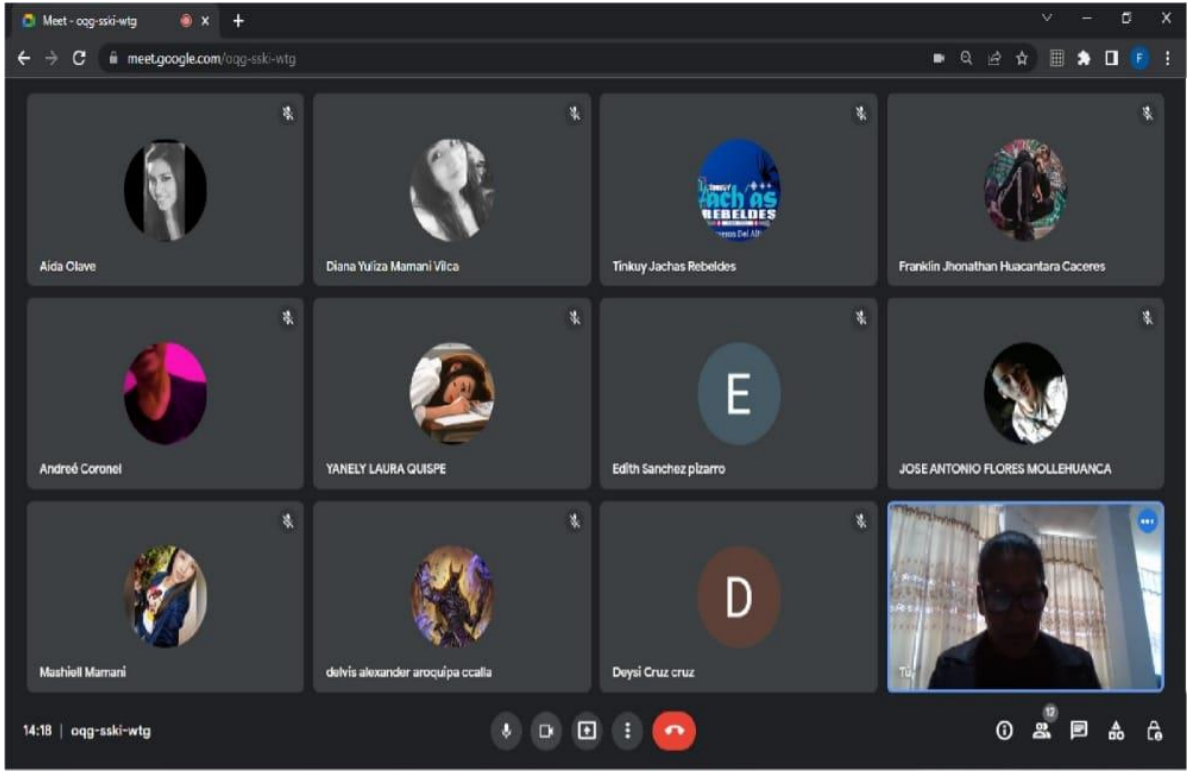 Meet - oqg-sski-wtg
meet.google.com/oqg-sski-wtg
F
Aida Olave
Diana Yuliza Mamani Vilca
TINKUY
REBELDES
Tinkuy Jachas Rebeldes
Franklin Jhonathan Huacantara Caceres
Andreé Coronel
YANELY LAURA QUISPE
E
Edith Sanchez pizarro
JOSE ANTONIO FLORES MOLLEHUANCA
Mashiell Mamani
delvis alexander aroquipa ccalla
D
Deysi Cruz cruz
Tú
14:18 | oqg-sski-wtg
12